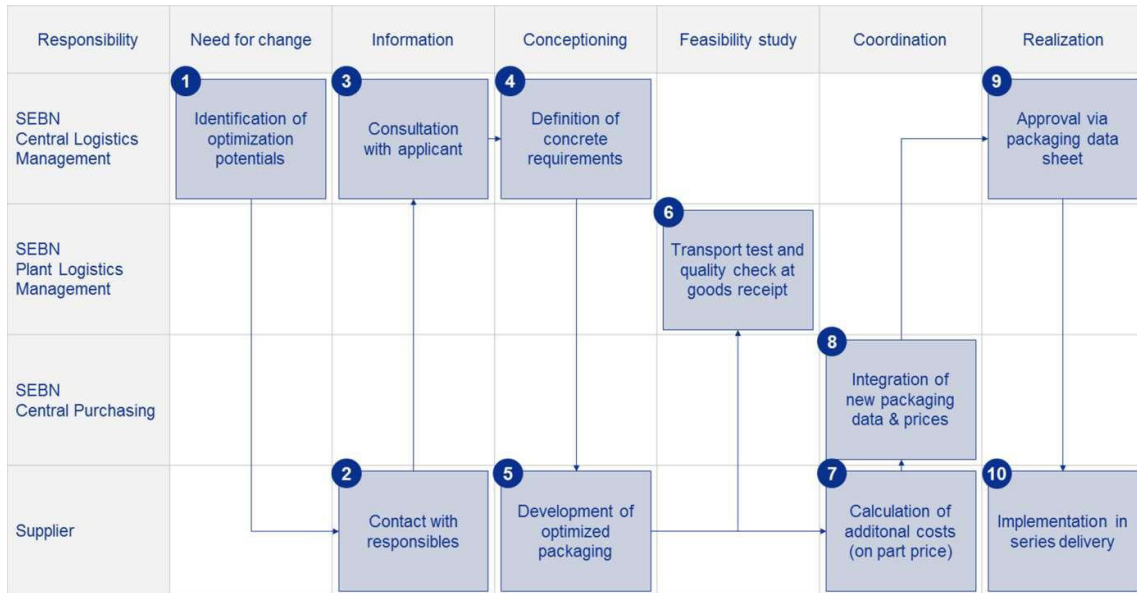 Responsibility
Need for change
Information
Conceptioning
Feasibility study
Coordination
Realization
SEBN
Central Logistics
Management
1
Identification of
optimization
potentials
3
Consultation
with applicant
4
Definition of
concrete
requirements
9
Approval via
packaging data
sheet
SEBN
Plant Logistics
Management
6
Transport test and
quality check at
goods receipt
SEBN
Central Purchasing
8
Integration of
new packaging
data & prices
Supplier
2
Contact with
responsibles
5
Development of
optimized
packaging
7
Calculation of
additonal costs
(on part price)
10
Implementation in
series delivery